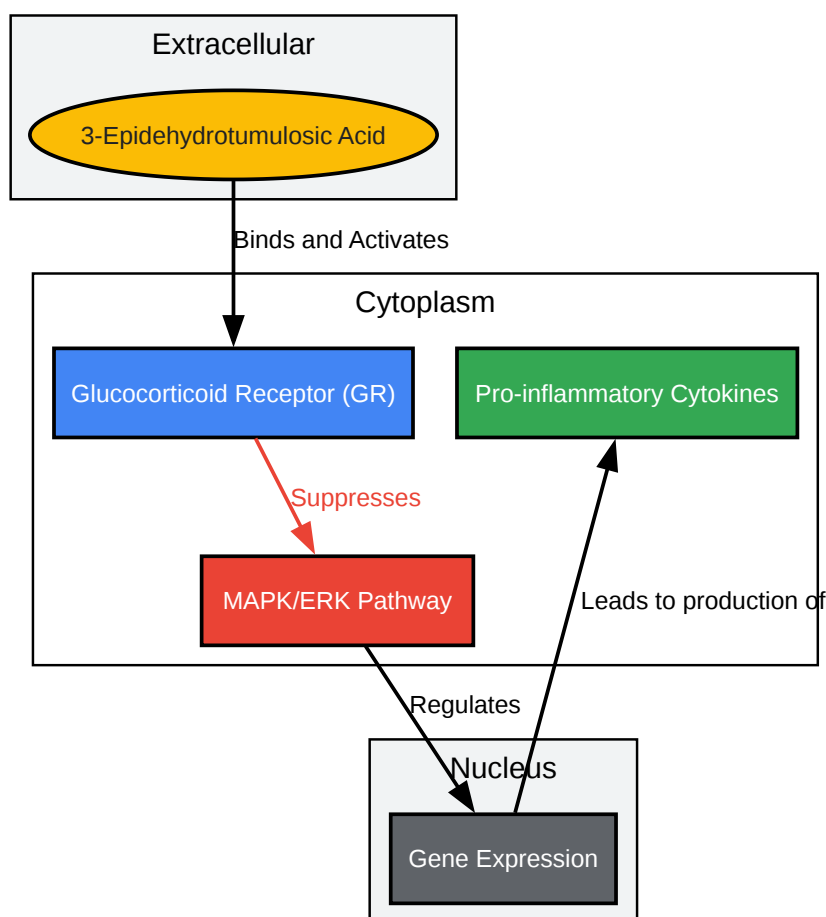 Extracellular
3-Epidehydrotumulosic Acid
Binds and Activates
Cytoplasm
Glucocorticoid Receptor (GR)
Pro-inflammatory Cytokines
Suppresses
MAPK/ERK Pathway
Leads to production of
Regulates
Nucleus
Gene Expression